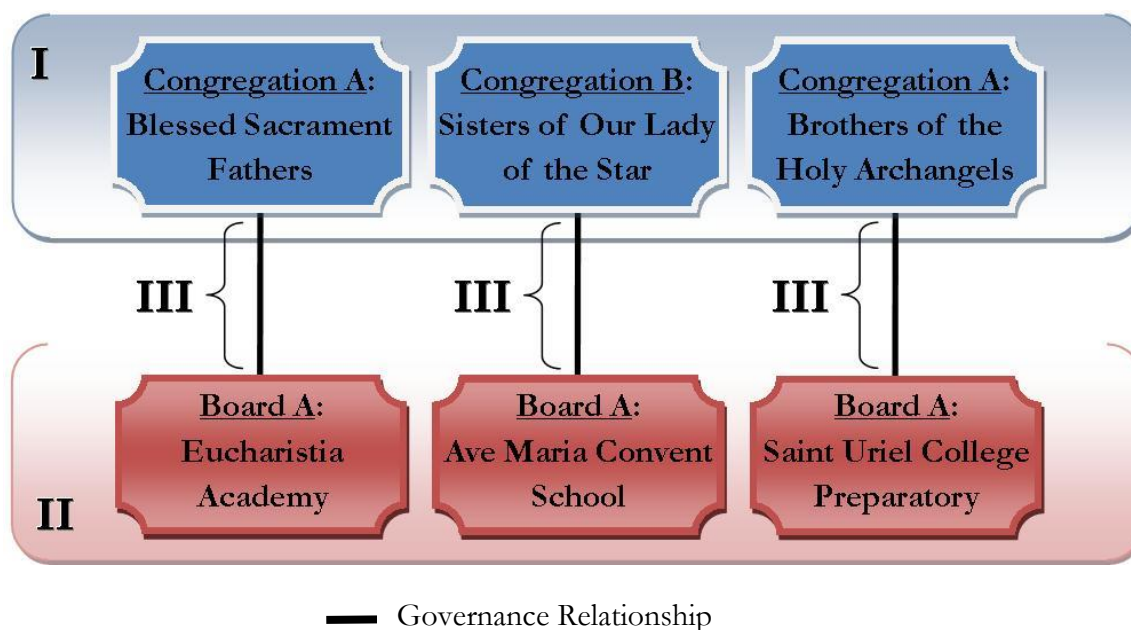 I
Congregation A:
Blessed Sacrament
Fathers
Congregation B:
Sisters of Our Lady
of the Star
Congregation A:
Brothers of the
Holy Archangels
III
III
III
II
Board A:
Eucharistia
Academy
Board A:
Ave Maria Convent
School
Board A:
Saint Uriel College
Preparatory
Governance Relationship